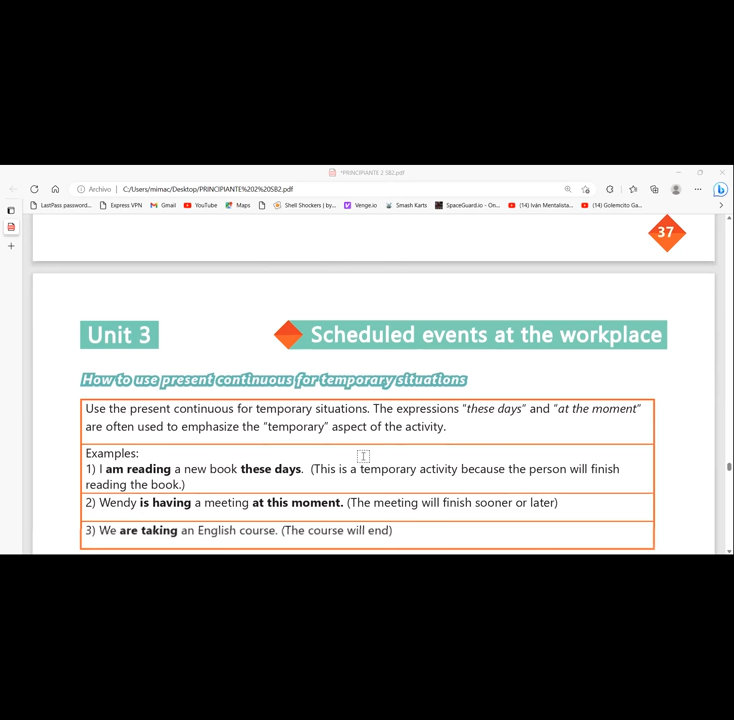 *PRINCIPIANTE 2 SB2.pdf
Archivo | C:/Users/mimac/Desktop/PRINCIPIANTE%202%20SB2.pdf
LastPass password... Express VPN Gmail YouTube Maps Shell Shockers | by... Venge.io Smash Karts SpaceGuard.io - On... (14) Iván Mentalista... (14) Golemcito Ga...
37
Unit 3 Scheduled events at the workplace
How to use present continuous for temporary situations
Use the present continuous for temporary situations. The expressions "these days" and "at the moment"
are often used to emphasize the "temporary" aspect of the activity.
Examples:
1) I am reading a new book these days. (This is a temporary activity because the person will finish
reading the book.)
2) Wendy is having a meeting at this moment. (The meeting will finish sooner or later)
3) We are taking an English course. (The course will end)